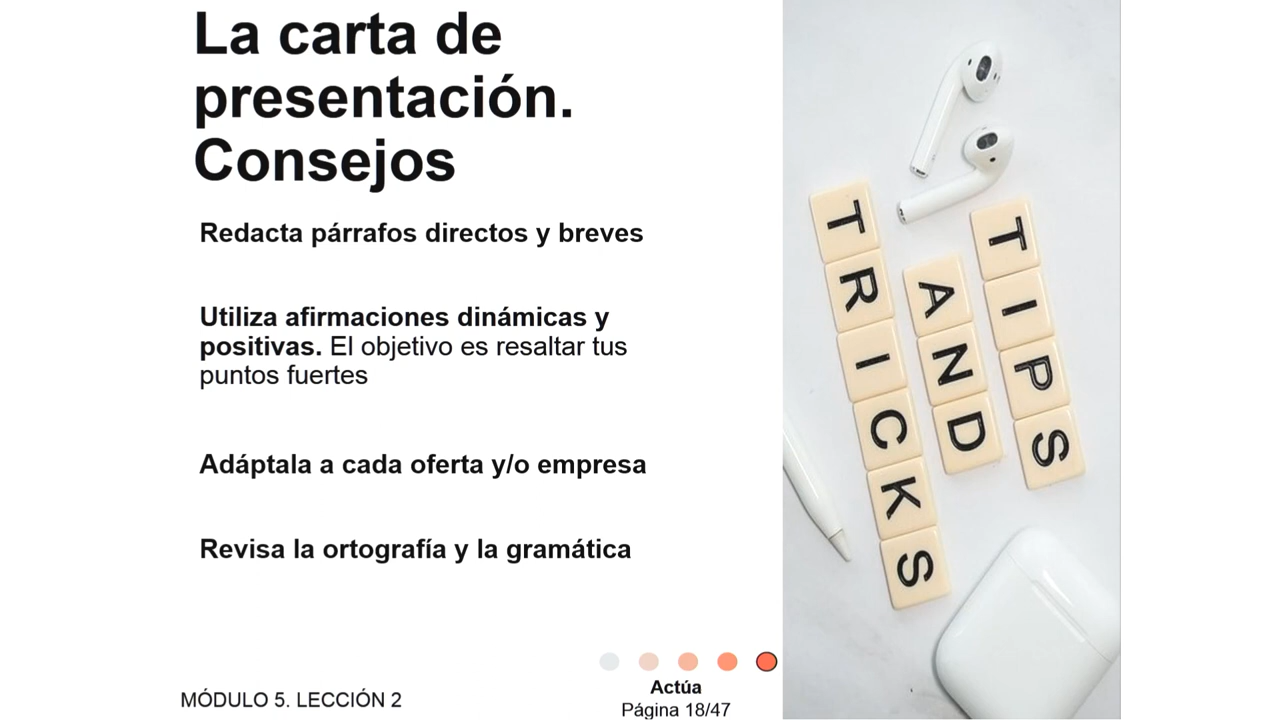 La carta de
presentación.
Consejos
Redacta párrafos directos y breves
Utiliza afirmaciones dinámicas y
positivas. El objetivo es resaltar tus
puntos fuertes
Adáptala a cada oferta y/o empresa
Revisa la ortografía y la gramática
Actúa
MÓDULO 5. LECCIÓN 2
Página 18/47
TIPS
AND
TRICKS